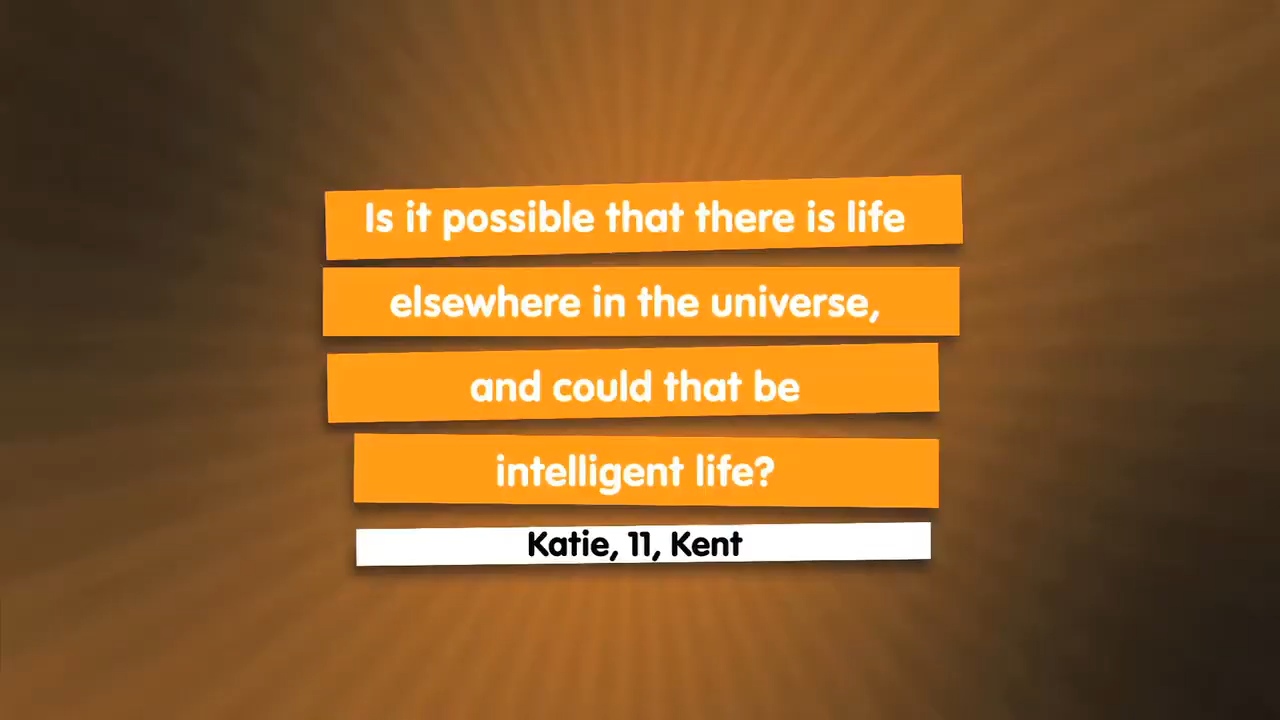 Is it possible that there is life
elsewhere in the universe,
and could that be
intelligent life?
Katie, 11, Kent